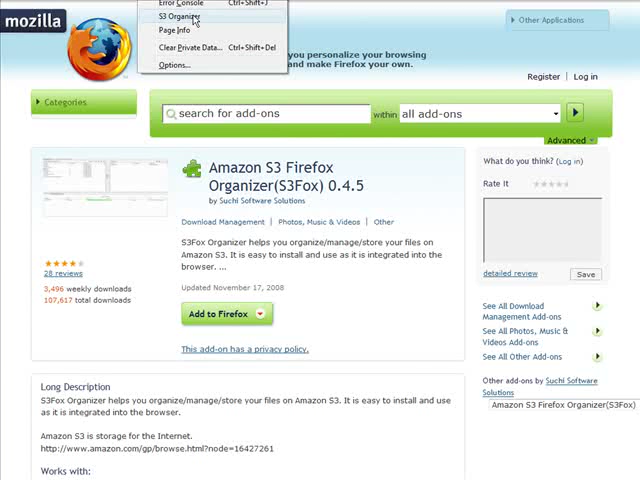 Error Console Ctrl+Shift+J
S3 Organizer
Page Info
Clear Private Data... Ctrl+Shift+Del
Options...
mozilla
Other Applications
you personalize your browsing
and make Firefox your own.
Register | Log in
Categories
search for add-ons within all add-ons
Advanced
Amazon S3 Firefox
Organizer(S3Fox) 0.4.5
by Suchi Software Solutions
Download Management | Photos, Music & Videos | Other
S3Fox Organizer helps you organize/manage/store your files on
Amazon S3. It is easy to install and use as it is integrated into the
browser. ...
28 reviews
3,496 weekly downloads
107,617 total downloads
Updated November 17, 2008
Add to Firefox
This add-on has a privacy policy.
What do you think? (Log in)
Rate It
detailed review
Save
See All Download
Management Add-ons
See All Photos, Music &
Videos Add-ons
See All Other Add-ons
Other add-ons by Suchi Software
Solutions
Amazon S3 Firefox Organizer(S3Fox)
Long Description
S3Fox Organizer helps you organize/manage/store your files on Amazon S3. It is easy to install and use
as it is integrated into the browser.
Amazon S3 is storage for the Internet.
http://www.amazon.com/gp/browse.html?node=16427261
Works with: